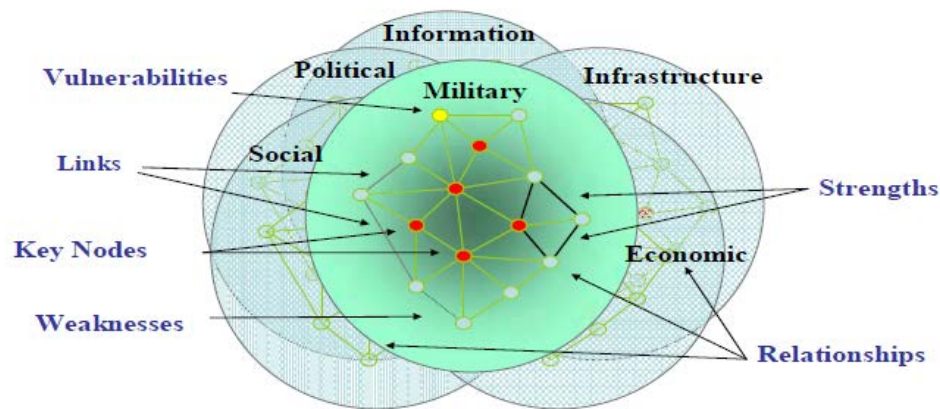 Information
Political
Infrastructure
Vulnerabilities
Military
Social
Links
Strengths
Key Nodes
Economic
Weaknesses
Relationships